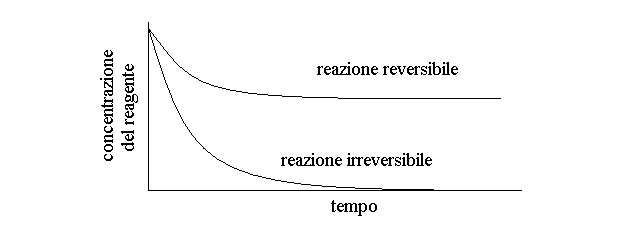 concentrazione
del reagente
reazione reversibile
reazione irreversibile
tempo